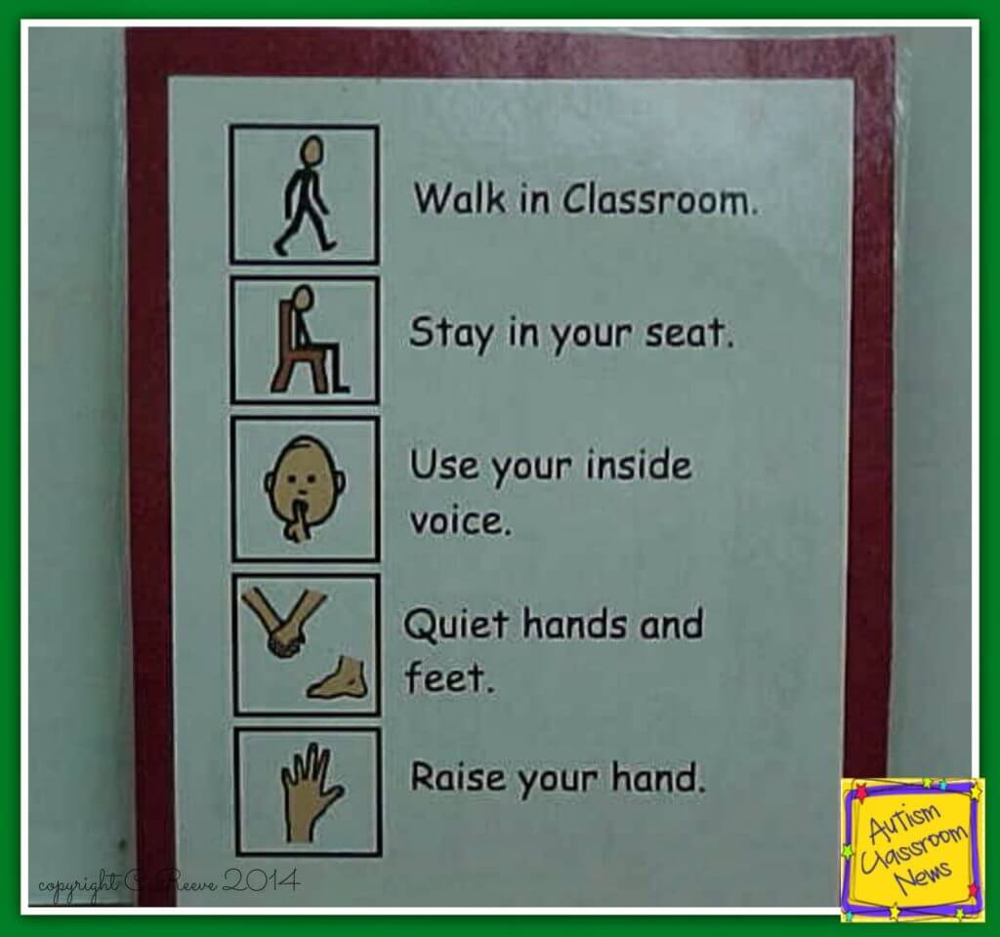 Walk in Classroom.
Stay in your seat.
Use your inside
voice.
Quiet hands and
feet.
Raise your hand.
Autism
Classroom
News
copyright C. Reeve 2014